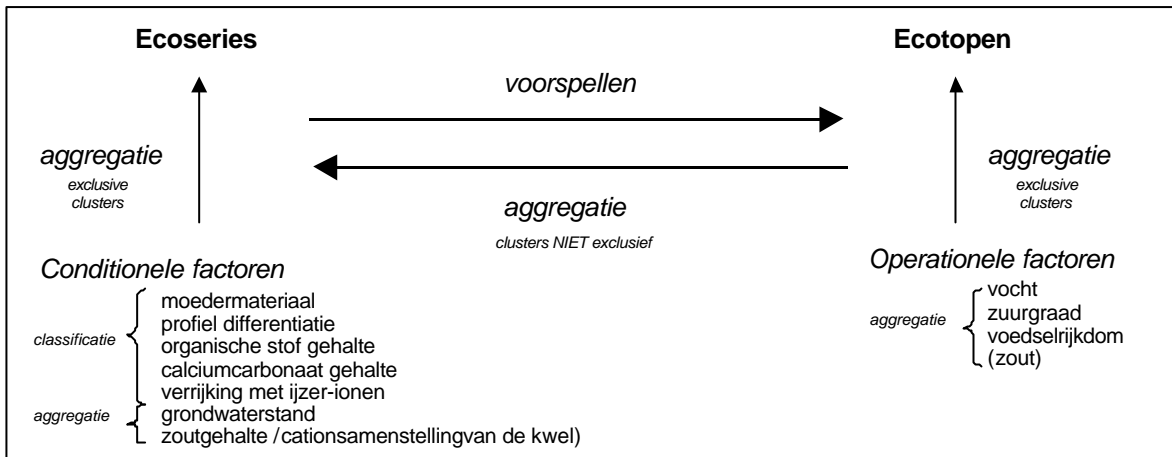 Ecoseries
Ecotopen
voorspellen
aggregatie
exclusive
clusters
aggregatie
clusters NIET exclusief
aggregatie
exclusive
clusters
Conditionele factoren
classificatie
moedermateriaal
profiel differentiatie
organische stof gehalte
calciumcarbonaat gehalte
verrijking met ijzer-ionen
aggregatie
grondwaterstand
zoutgehalte /cationsamenstellingvan de kwel)
Operationele factoren
aggregatie
vocht
zuurgraad
voedselrijkdom
(zout)